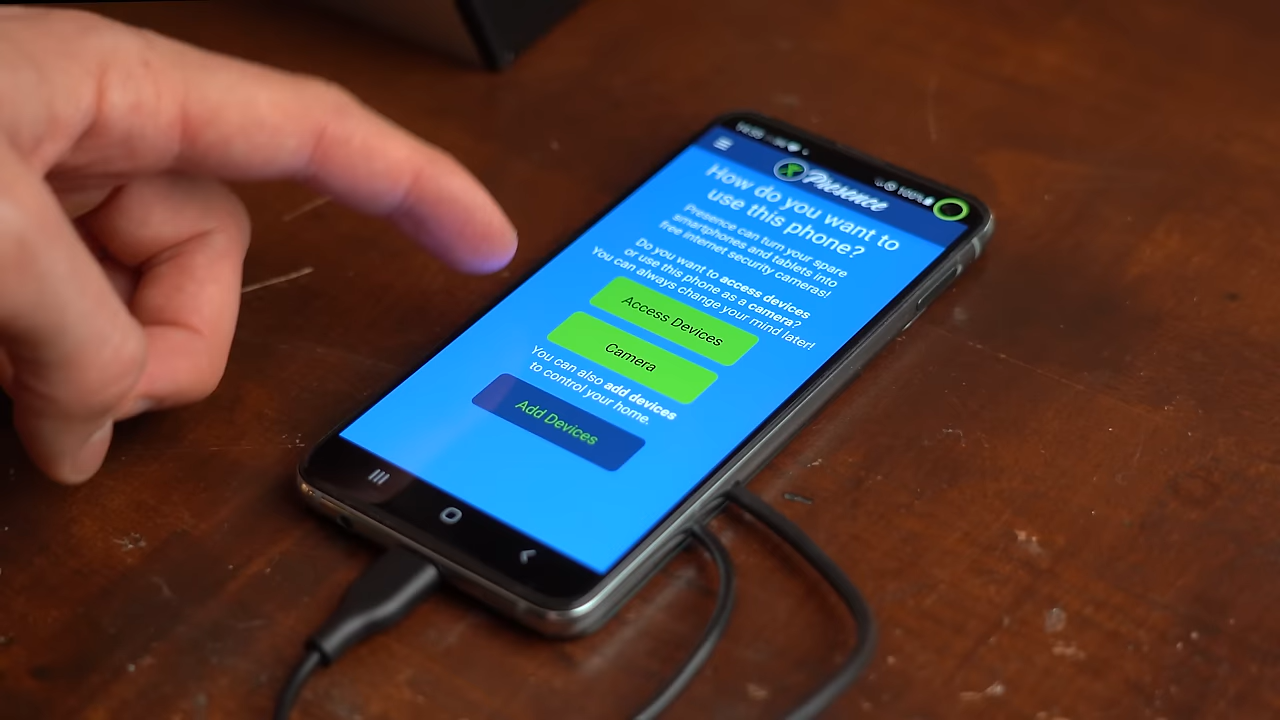 Presence
100%
How do you want to
use this phone?
Presence can turn your spare
smartphones and tablets into
free internet security cameras!
Do you want to access devices
or use this phone as a camera?
You can always change your mind later!
Access Devices
Camera
You can also add devices
to control your home.
Add Devices